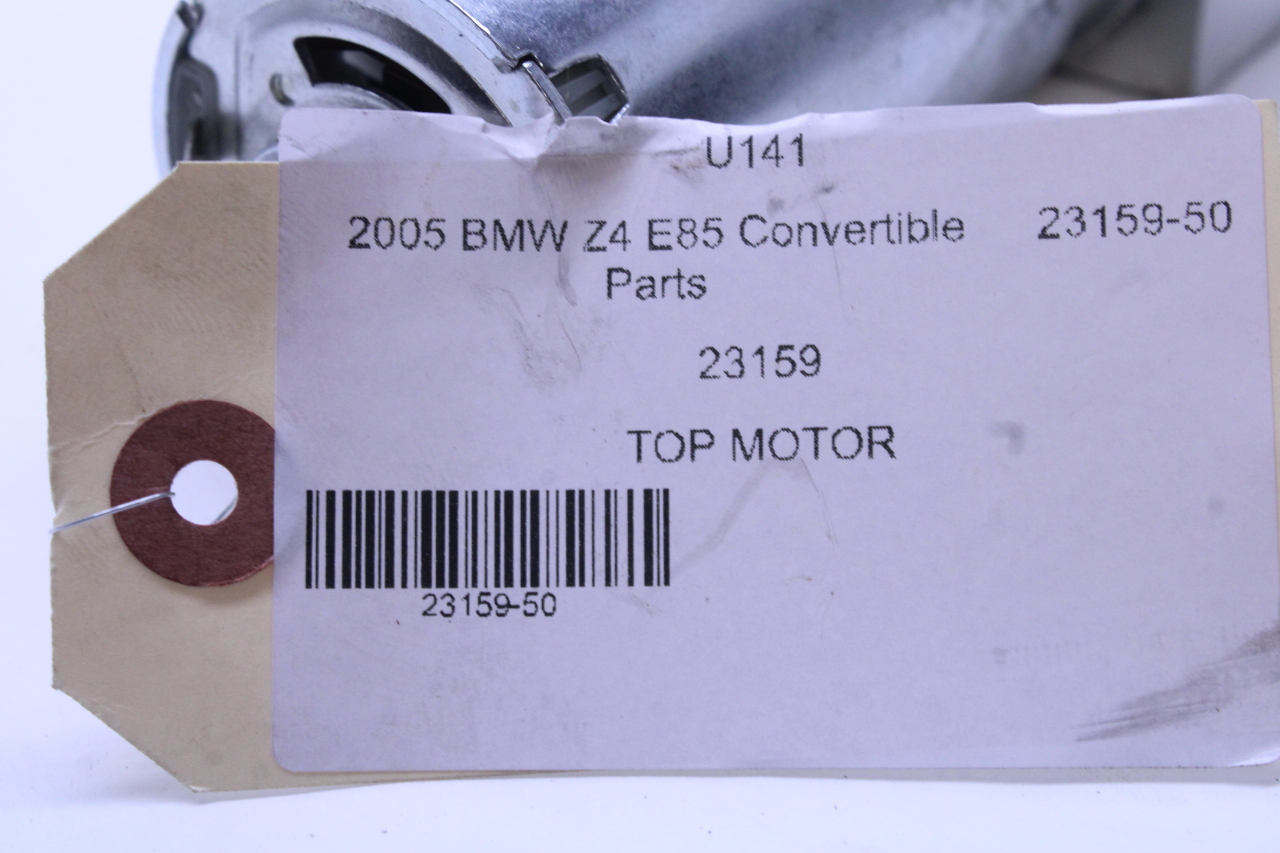 U141
2005 BMW Z4 E85 Convertible 23159-50
Parts
23159
TOP MOTOR
23159-50